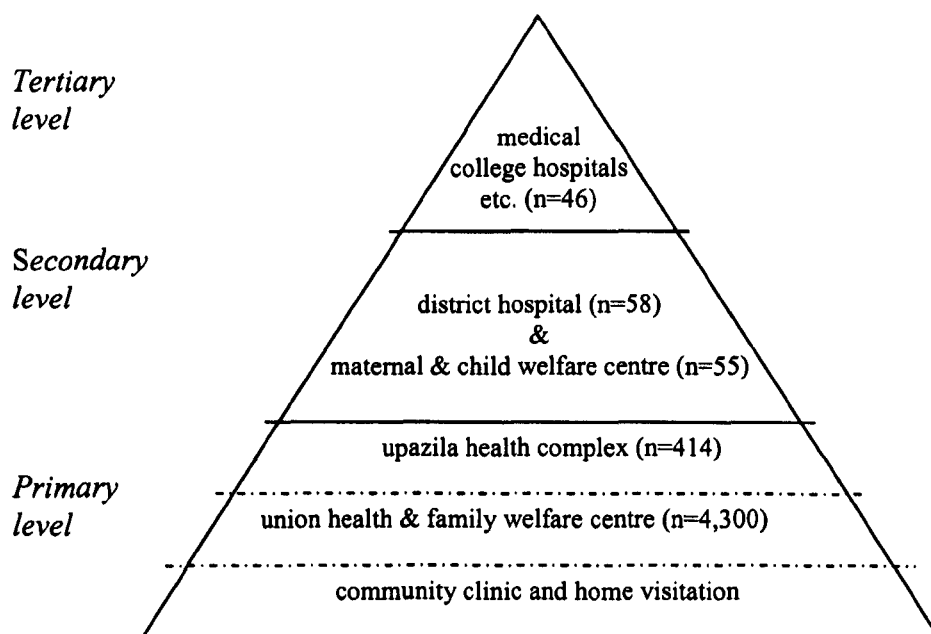 Tertiary
level
medical
college hospitals
etc. (n=46)
Secondary
level
district hospital (n=58)
&
maternal & child welfare centre (n=55)
upazila health complex (n=414)
Primary
level
union health & family welfare centre (n=4,300)
community clinic and home visitation